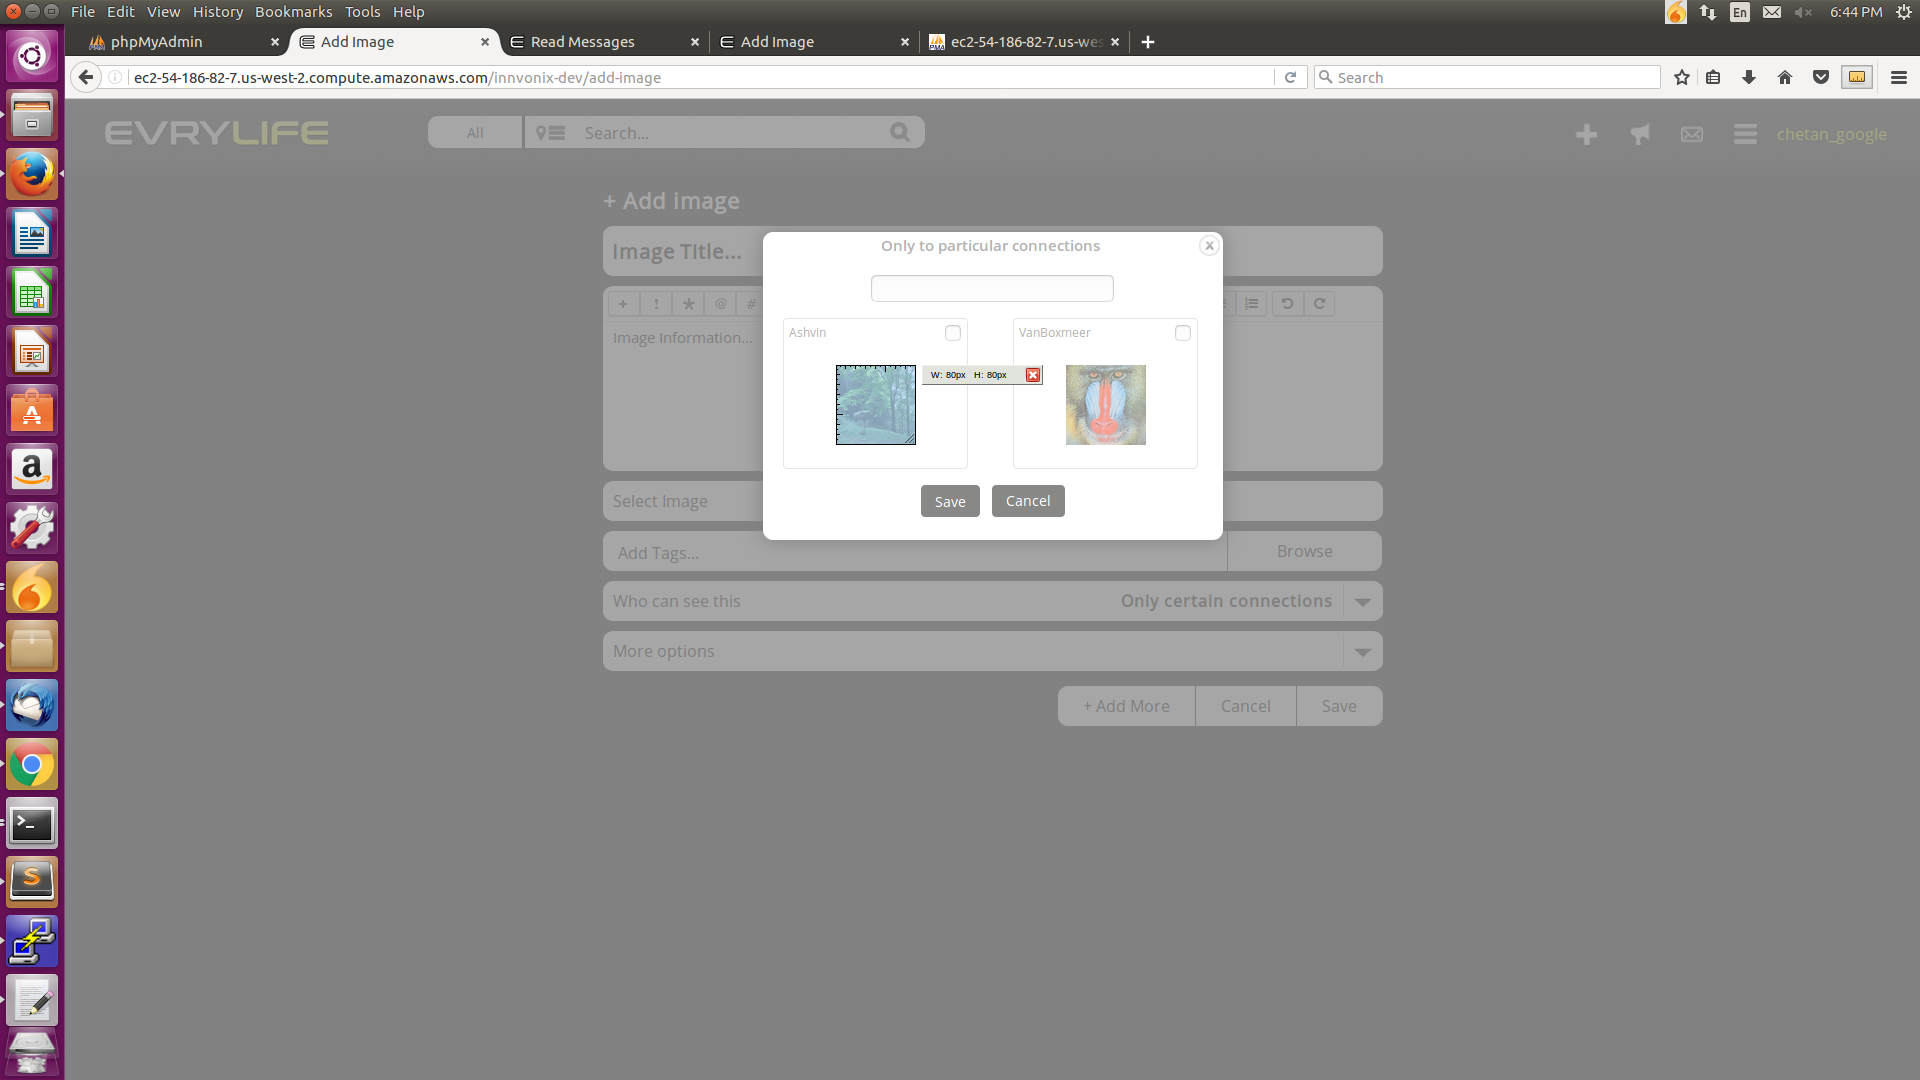 File Edit View History Bookmarks Tools Help
En 6:44 PM
phpMyAdmin Add Image Read Messages Add Image ec2-54-186-82-7.us-wes
ec2-54-186-82-7.us-west-2.compute.amazonaws.com/innvonix-dev/add-image
Search
EVRYLIFE
All
Search...
chetan_google
+ Add image
Image Title...
Only to particular connections
x
+ ! * @ #
Image Information...
Ashvin
VanBoxmeer
W: 80px H: 80px
Save
Cancel
Select Image
Add Tags...
Browse
Who can see this
Only certain connections
More options
+ Add More
Cancel
Save